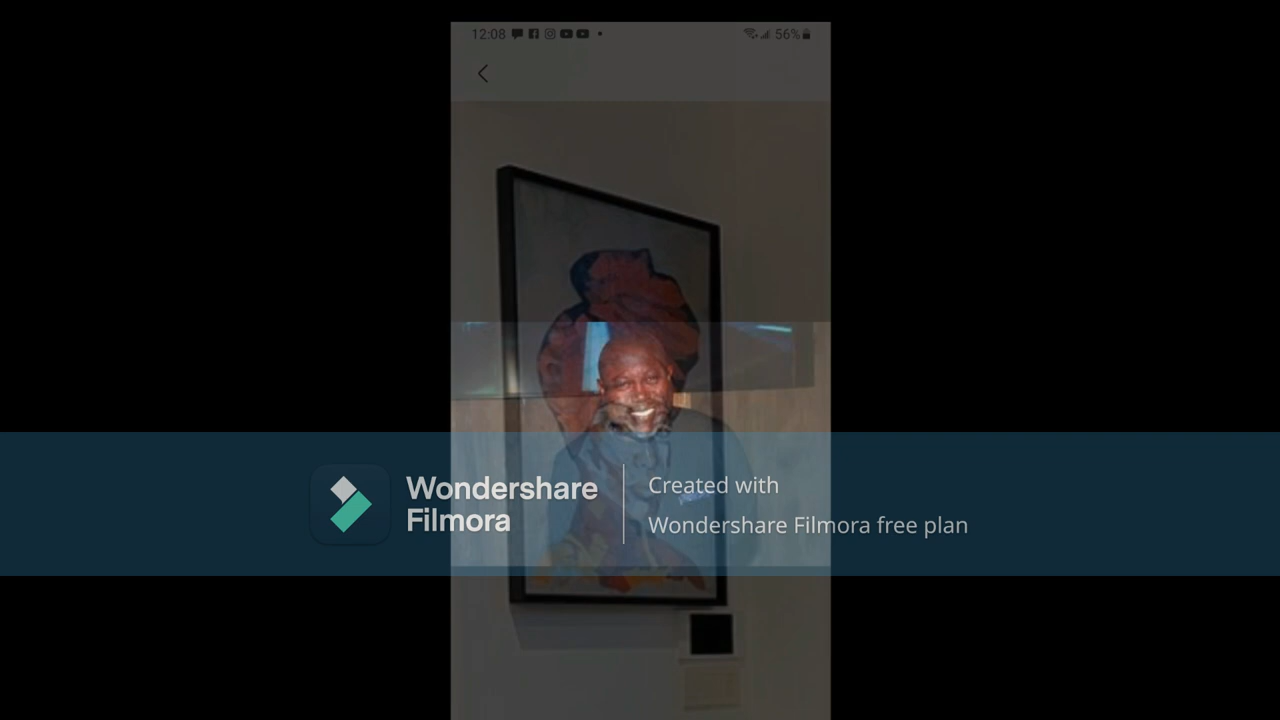 12:08
56%
Wondershare
Filmora
Created with
Wondershare Filmora free plan